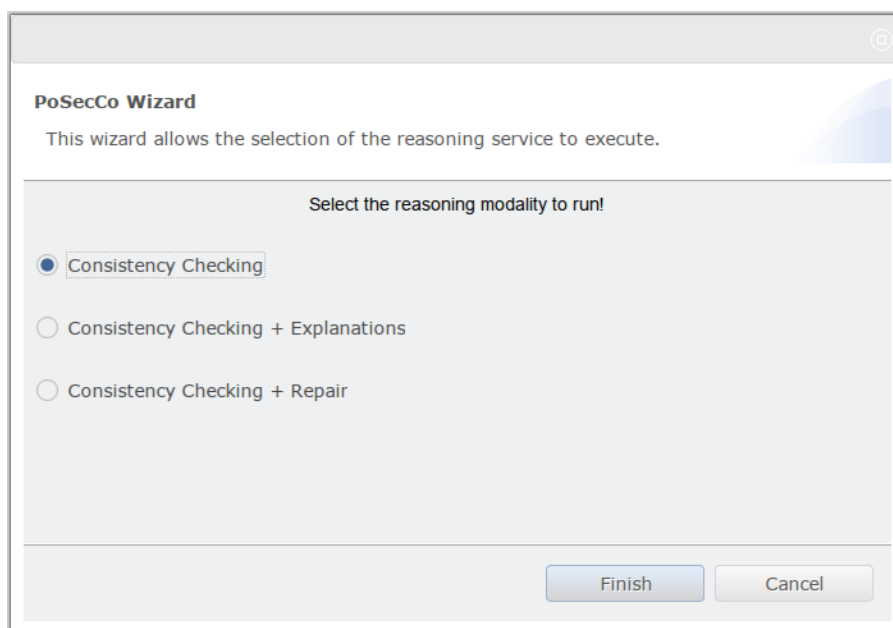 PoSecCo Wizard
This wizard allows the selection of the reasoning service to execute.
Select the reasoning modality to run!
Consistency Checking
Consistency Checking + Explanations
Consistency Checking + Repair
Finish Cancel